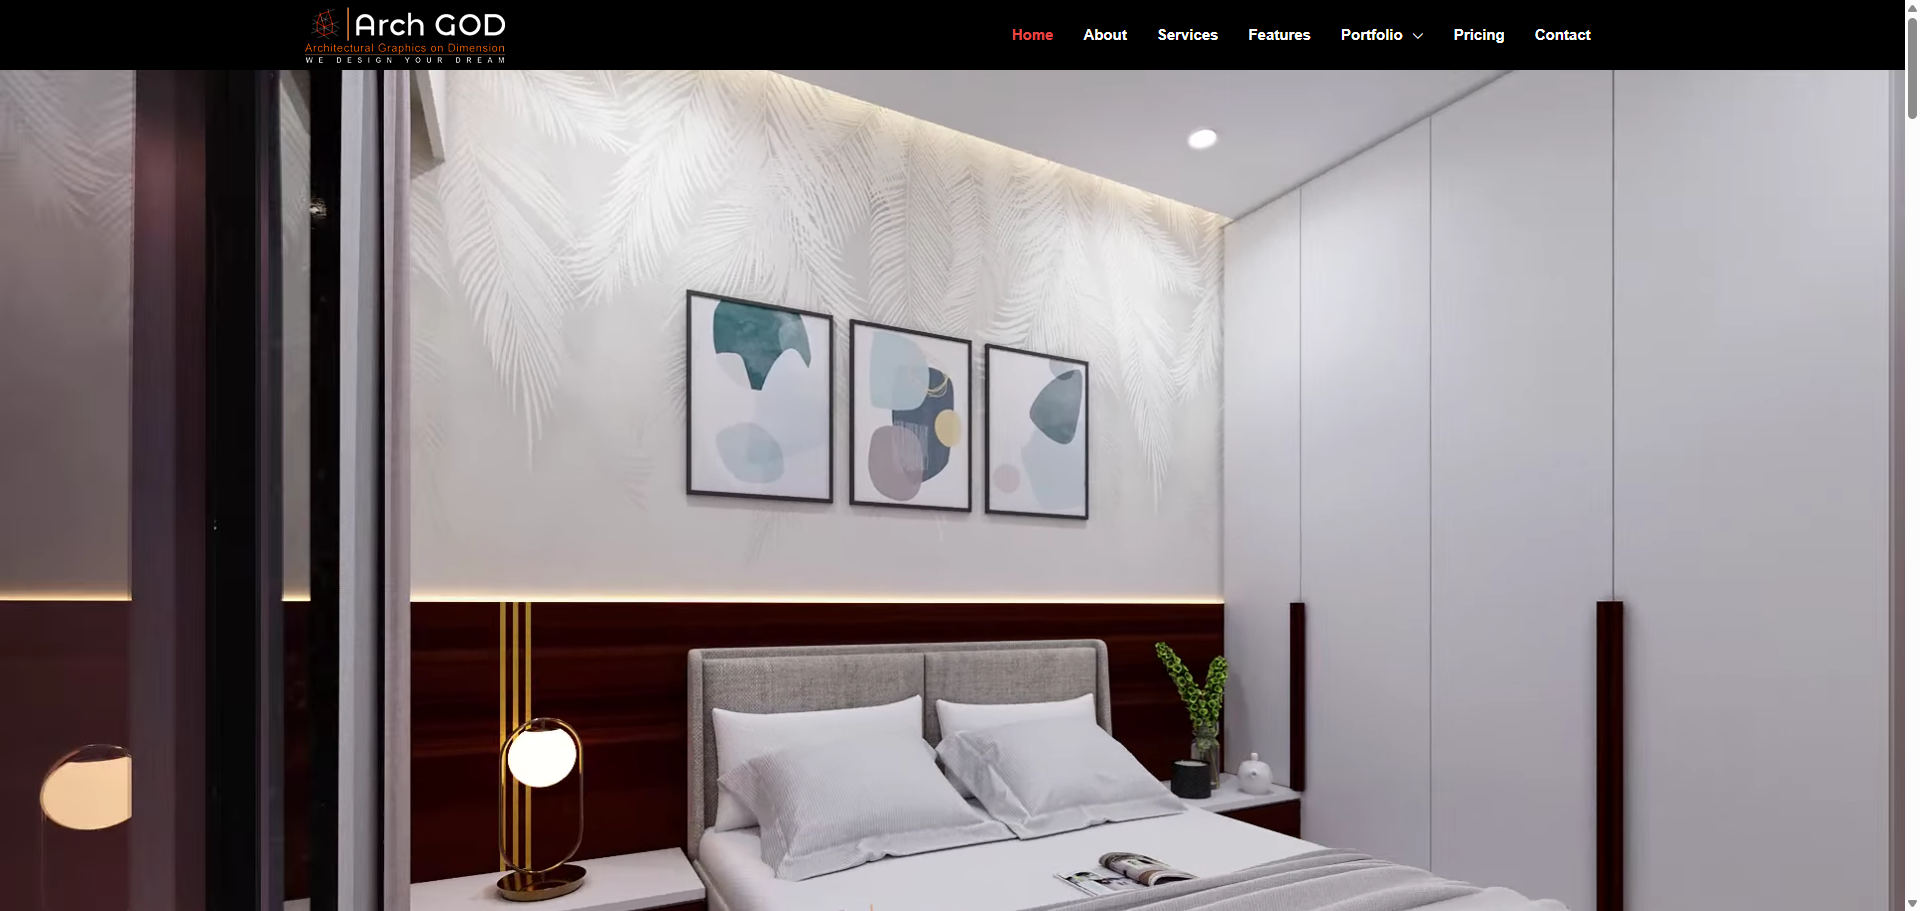 Arch GOD
Architectural Graphics on Dimension
WE DESIGN YOUR DREAM
Home About Services Features Portfolio Pricing Contact